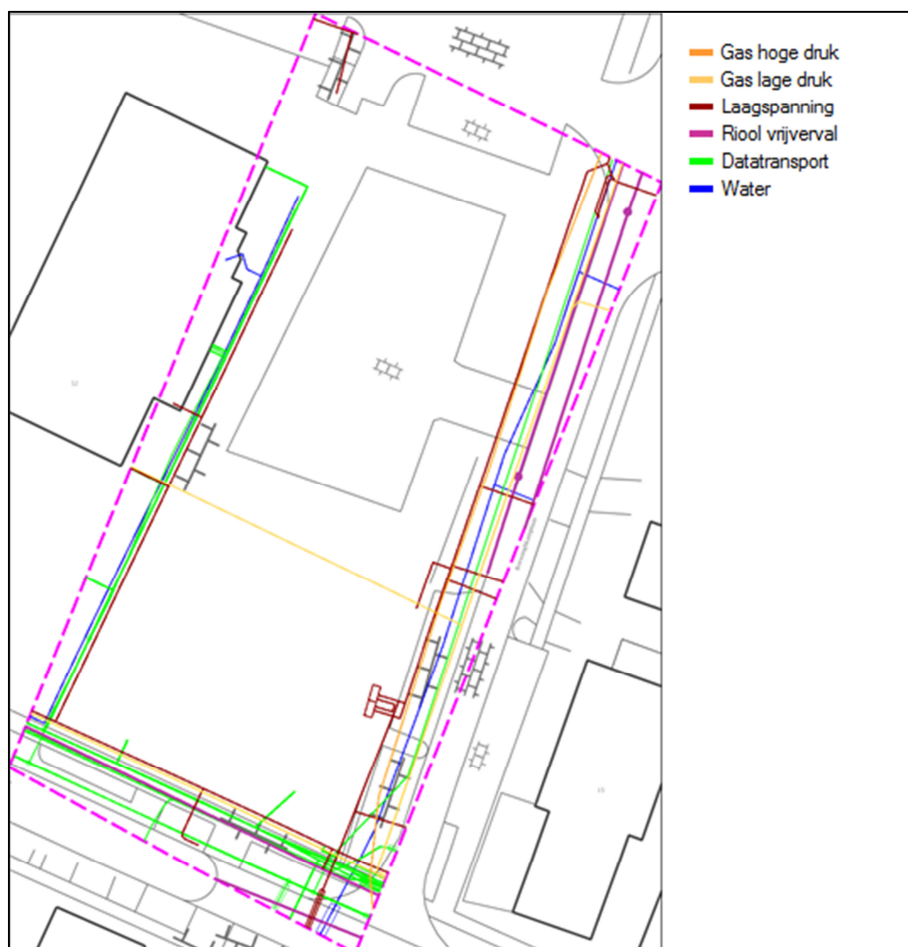 Gas hoge druk
Gas lage druk
Laagspanning
Riool vrijverval
Datatransport
Water